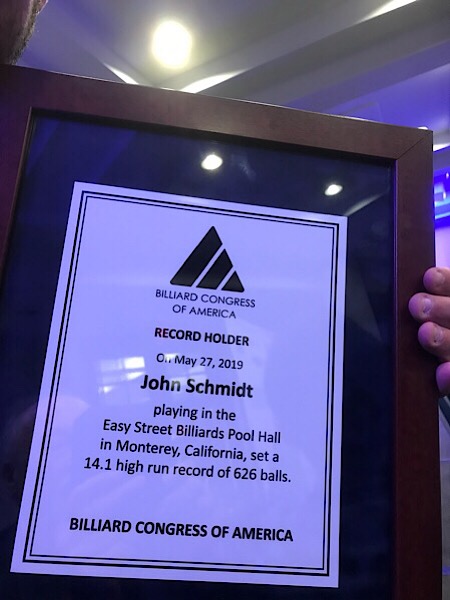 BILLIARD CONGRESS
OF AMERICA
RECORD HOLDER
On May 27, 2019
John Schmidt
playing in the
Easy Street Billiards Pool Hall
in Monterey, California, set a
14.1 high run record of 626 balls.
BILLIARD CONGRESS OF AMERICA